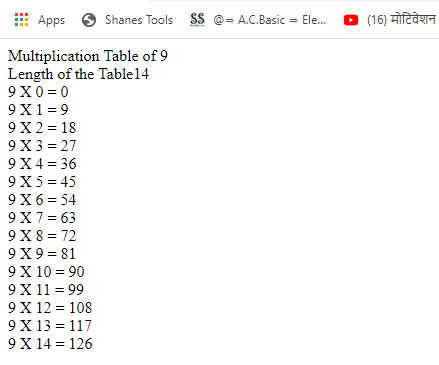 Apps Shanes Tools SS @⇒ A.C.Basic ⇒ Ele... (16) मोटिवेशन
Multiplication Table of 9
Length of the Table14
9 X 0 = 0
9 X 1 = 9
9 X 2 = 18
9 X 3 = 27
9 X 4 = 36
9 X 5 = 45
9 X 6 = 54
9 X 7 = 63
9 X 8 = 72
9 X 9 = 81
9 X 10 = 90
9 X 11 = 99
9 X 12 = 108
9 X 13 = 117
9 X 14 = 126